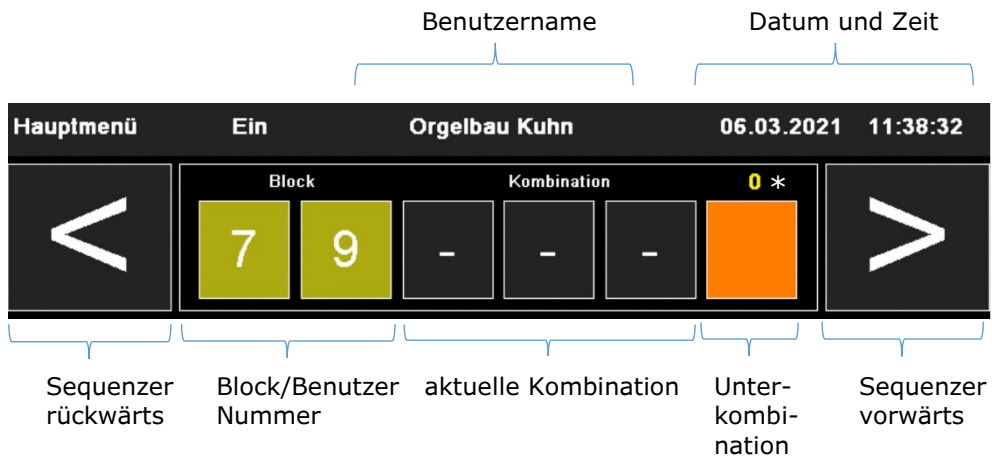 Benutzername Datum und Zeit
Hauptmenü Ein Orgelbau Kuhn 06.03.2021 11:38:32
Block Kombination 0 *
< 7 9 - - - >
Sequenzer rückwärts
Block/Benutzer Nummer
aktuelle Kombination
Unter-
kombi-
nation
Sequenzer vorwärts